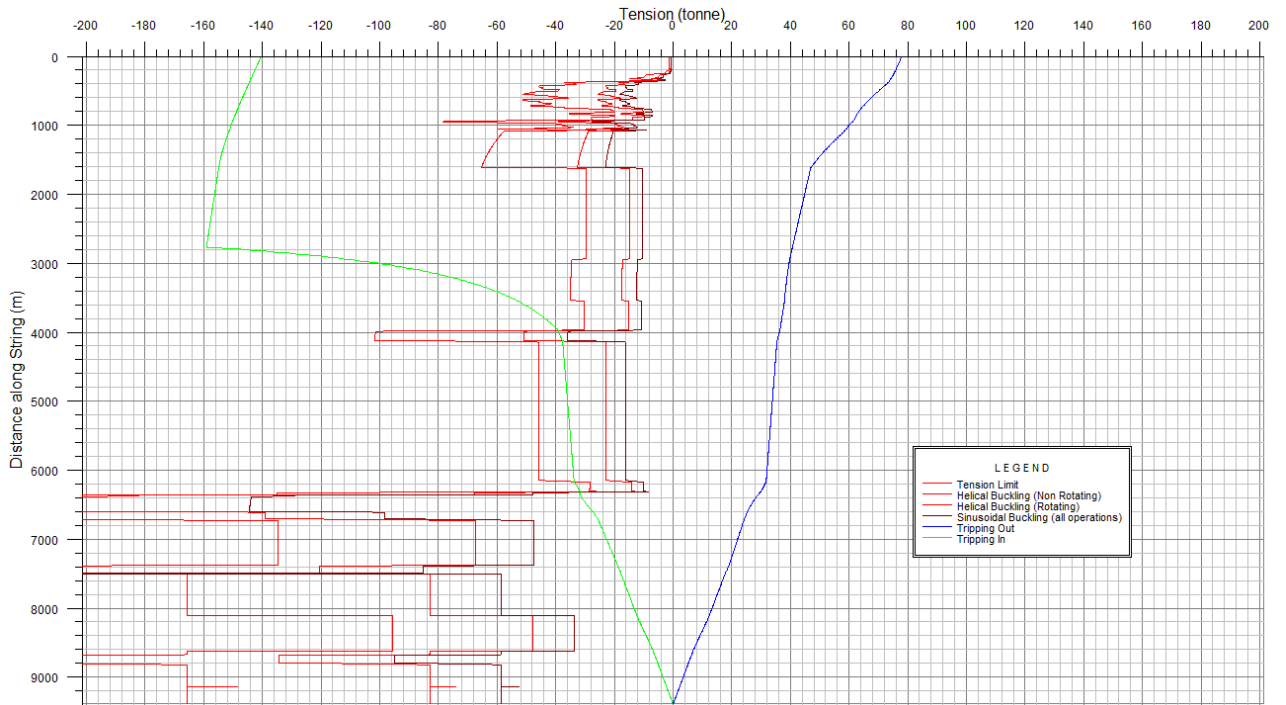 Tension (tonne)
-200 -180 -160 -140 -120 -100 -80 -60 -40 -20 0 20 40 60 80 100 120 140 160 180 200
0
1000
2000
3000
4000
5000
6000
7000
8000
9000
Distance along String (m)
LEGEND
Tension Limit
Helical Buckling (Non Rotating)
Helical Buckling (Rotating)
Sinusoidal Buckling (all operations)
Tripping Out
Tripping In